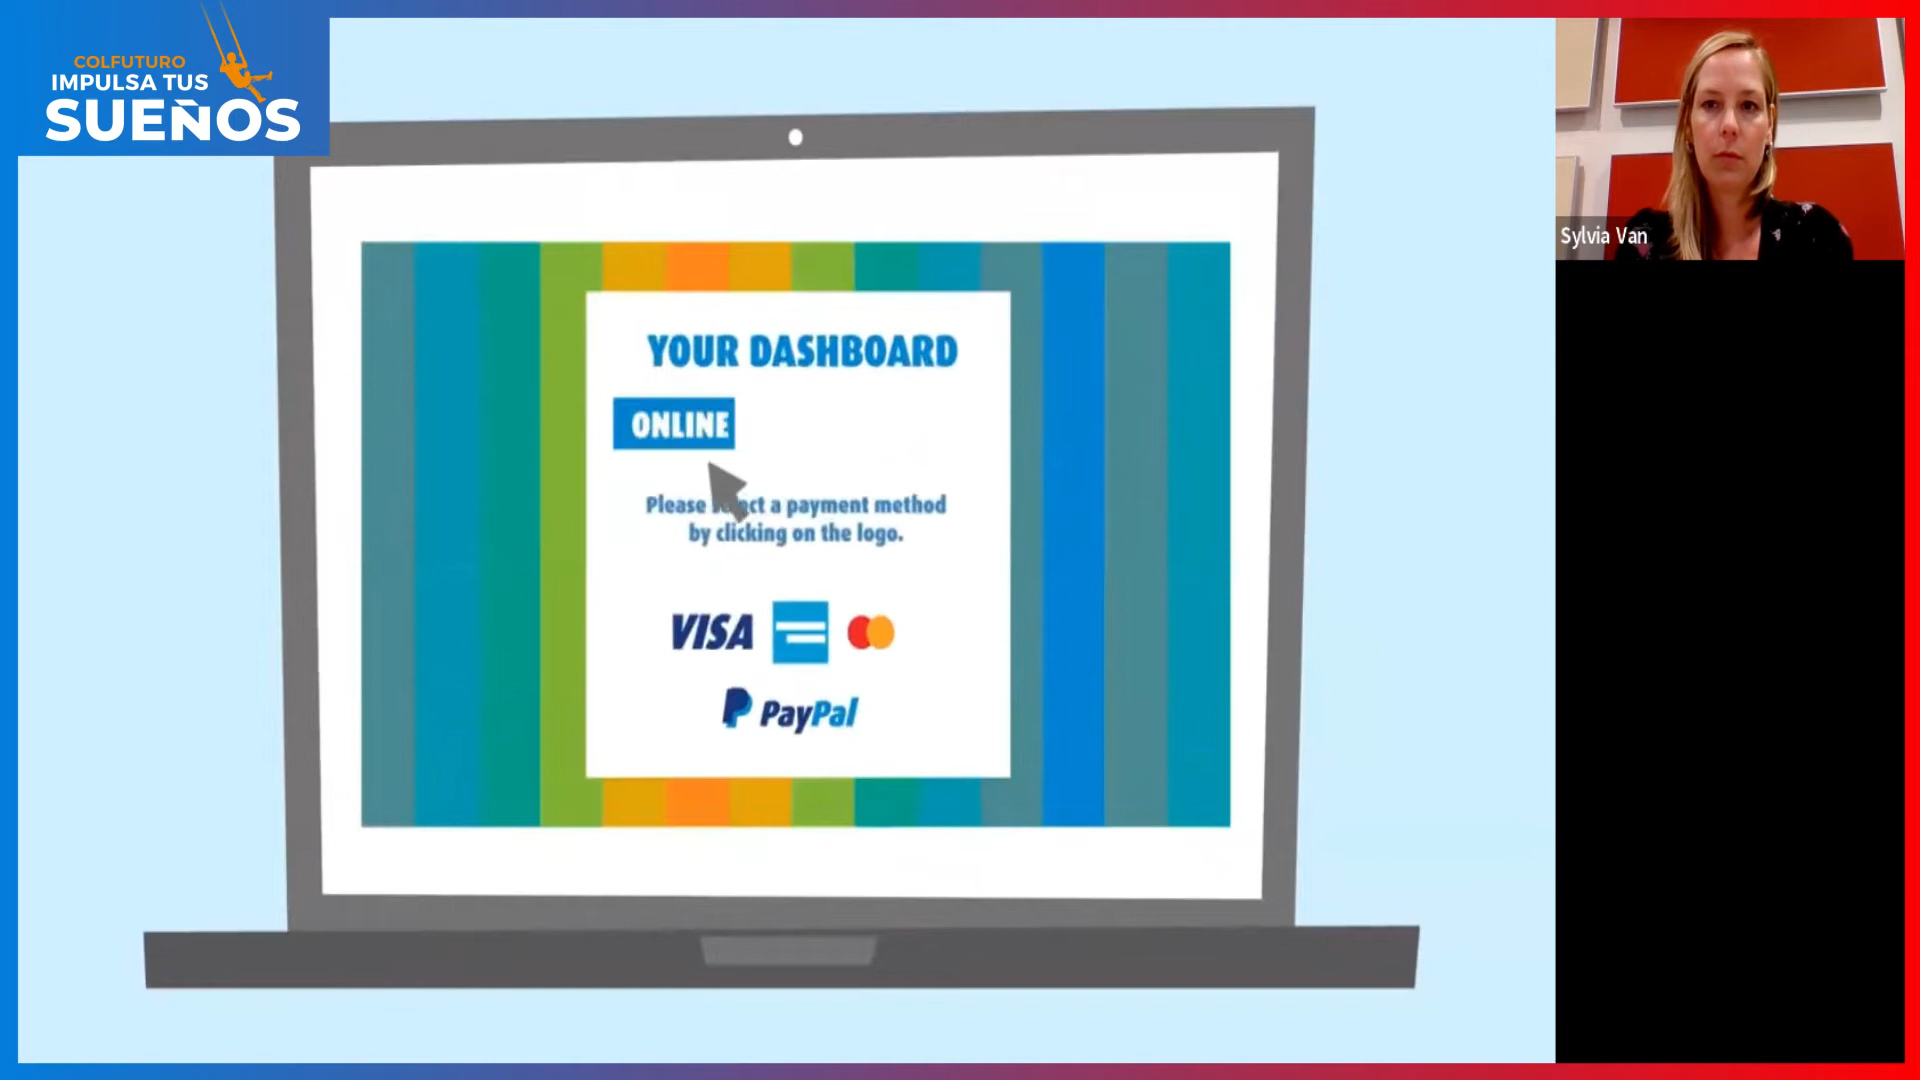 COLFUTURO
IMPULSA TUS
SUEÑOS
Sylvia Van
YOUR DASHBOARD
ONLINE
Please a payment method
by clicking on the logo.
VISA
PayPal